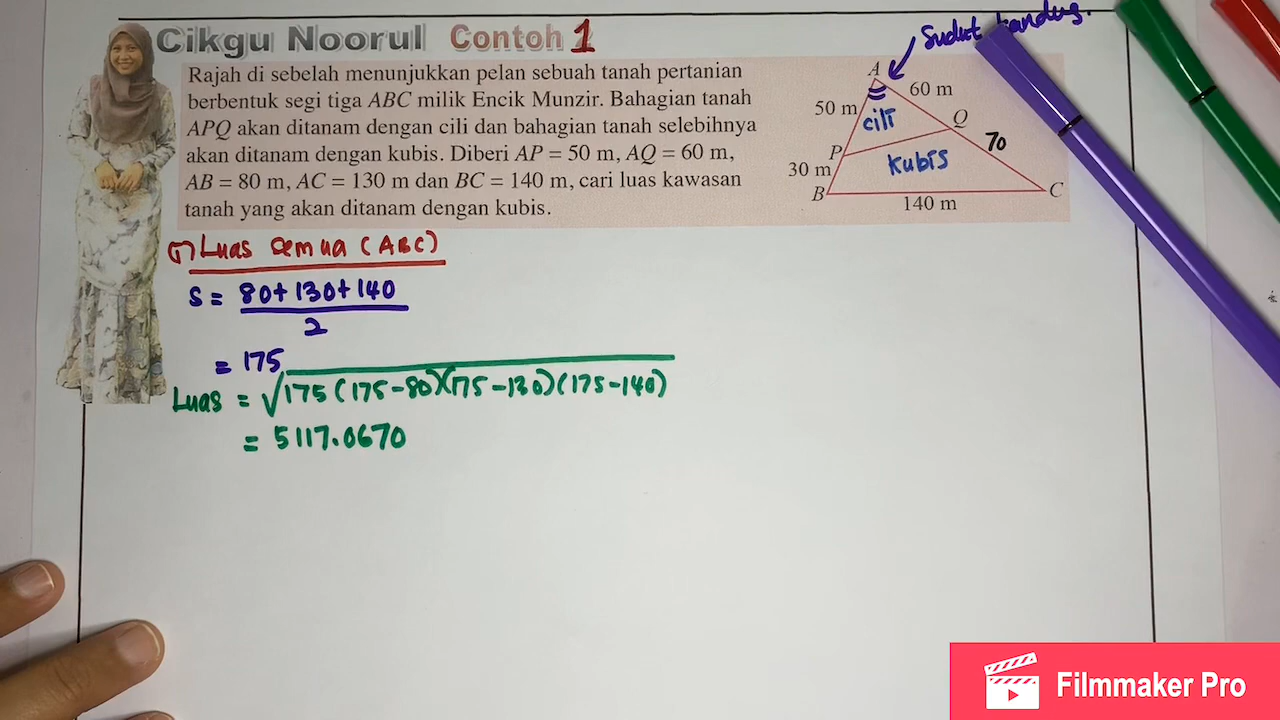 Cikgu Noorul Contoh 1
Rajah di sebelah menunjukkan pelan sebuah tanah pertanian
berbentuk segi tiga ABC milik Encik Munzir. Bahagian tanah
APQ akan ditanam dengan cili dan bahagian tanah selebihnya
akan ditanam dengan kubis. Diberi AP = 50 m, AQ = 60 m,
AB = 80 m, AC = 130 m dan BC = 140 m, cari luas kawasan
tanah yang akan ditanam dengan kubis.
Sudut
A
60 m
50 m
cili
Q
70
P
kubis
30 m
B
C
140 m
(1) Luas semua (ABC)
S = 80+130+140
2
= 175
Luas = √175(175-80)(175-130)(175-140)
= 5117.0670
Filmmaker Pro